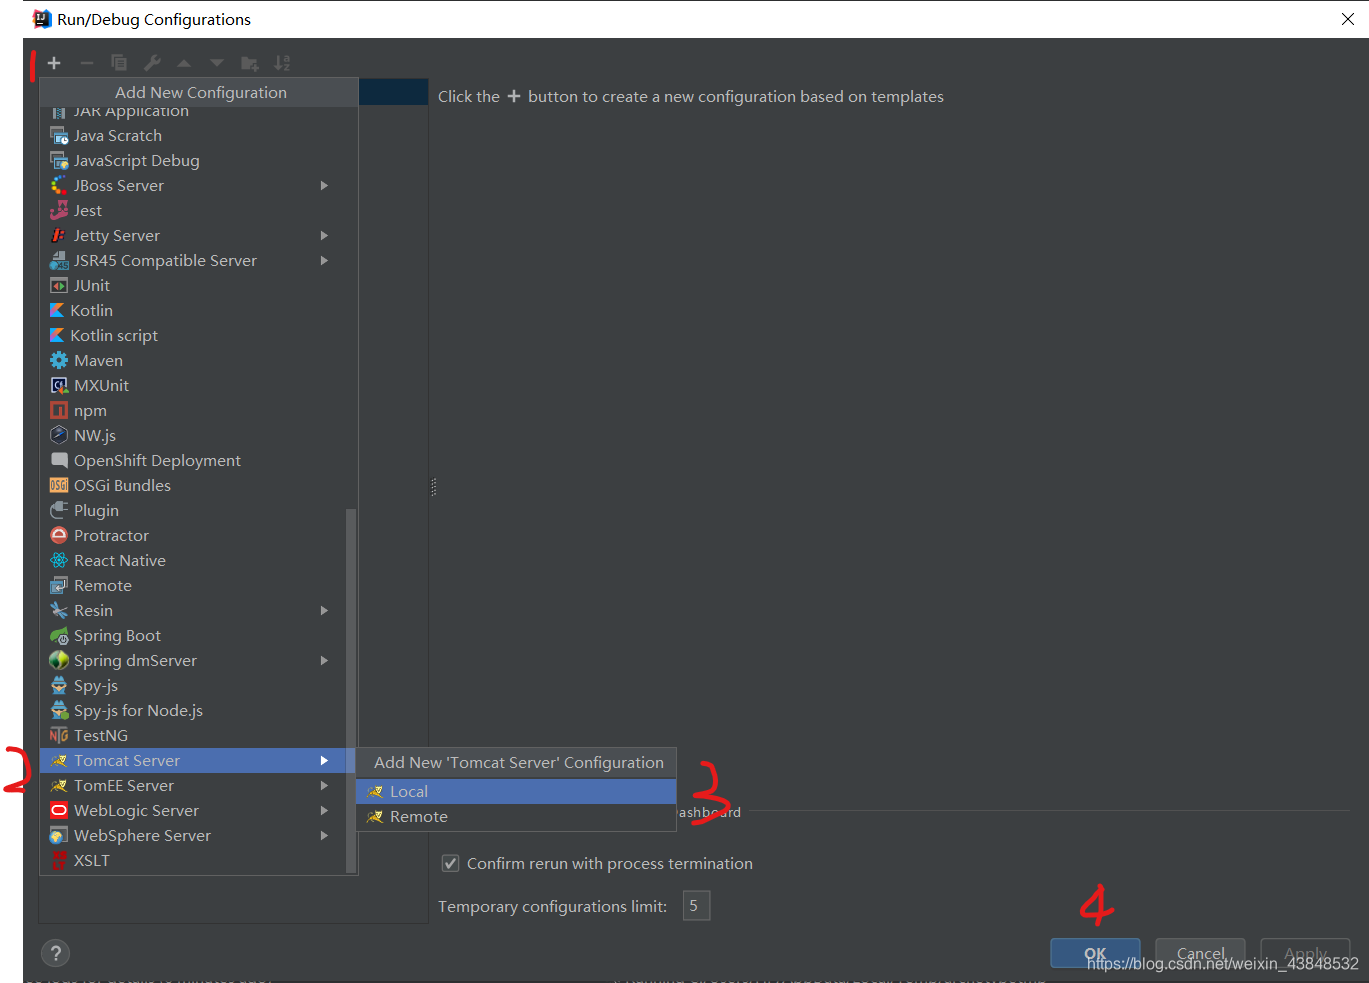 Run/Debug Configurations
1
Add New Configuration
Click the + button to create a new configuration based on templates
JAR Application
Java Scratch
JavaScript Debug
JBoss Server
Jest
Jetty Server
JSR45 Compatible Server
JUnit
Kotlin
Kotlin script
Maven
MXUnit
npm
NW.js
OpenShift Deployment
OSGi Bundles
Plugin
Protractor
React Native
Remote
Resin
Spring Boot
Spring dmServer
Spy-js
Spy-js for Node.js
TestNG
2
Tomcat Server
Add New 'Tomcat Server' Configuration
TomEE Server
Local
3
WebLogic Server
Remote
ashboard
WebSphere Server
XSLT
Confirm rerun with process termination
Temporary configurations limit: 5
4
?
OK
Cancel
Apply
https://blog.csdn.net/weixin_43848532